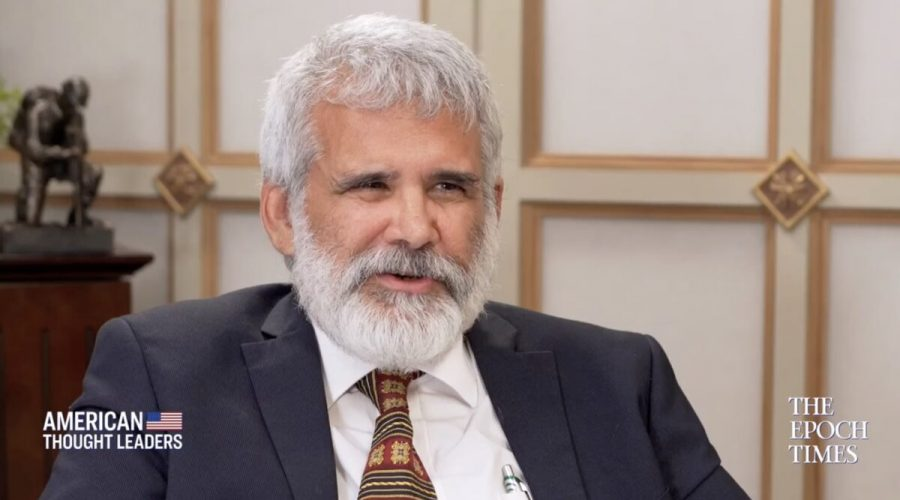 AMERICAN
THOUGHT LEADERS
THE
EPOCH
TIMES